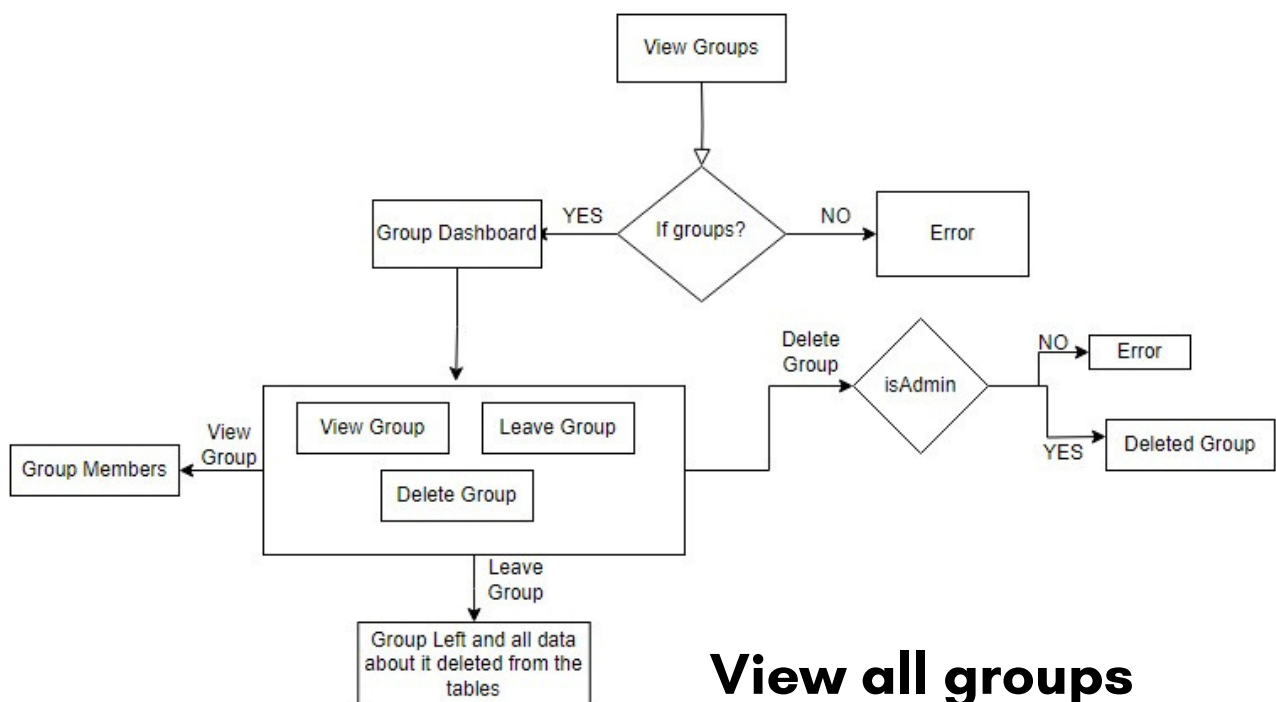 View Groups
If groups?
YES
NO
Group Dashboard
Error
Delete
Group
isAdmin
NO
Error
YES
Deleted Group
View Group
Leave Group
Delete Group
View
Group
Group Members
Leave
Group
Group Left and all data
about it deleted from the
tables
View all groups